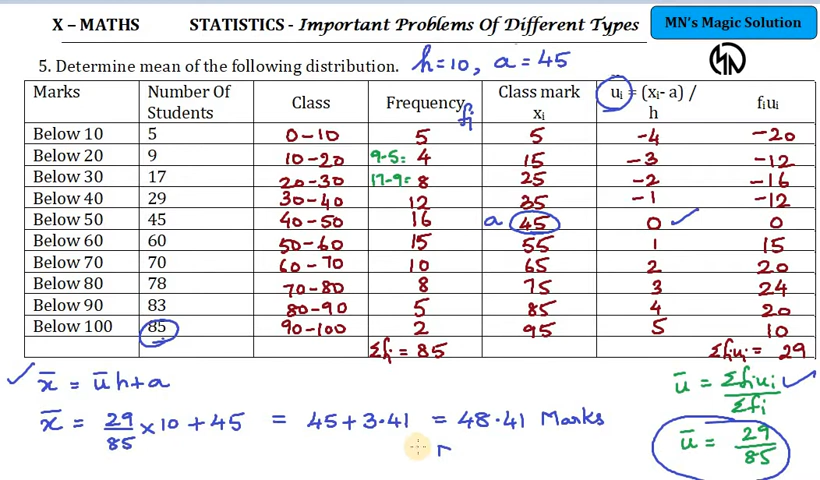 X – MATHS STATISTICS - Important Problems Of Different Types MN's Magic Solution
MN
5. Determine mean of the following distribution. h=10, a=45
Marks Number Of Students Class Frequency fi Class mark xᵢ uᵢ = (xᵢ- a) / h fᵢuᵢ
Below 10 5 0-10 5 5 -4 -20
Below 20 9 10-20 9-5= 4 15 -3 -12
Below 30 17 20-30 17-9= 8 25 -2 -16
Below 40 29 30-40 12 35 -1 -12
Below 50 45 40-50 16 a 45 0 ✓ 0
Below 60 60 50-60 15 55 1 15
Below 70 70 60-70 10 65 2 20
Below 80 78 70-80 8 75 3 24
Below 90 83 80-90 5 85 4 20
Below 100 85 90-100 2 95 5 10
Σfi = 85 Σfiui = 29
✓ x̄ = ū h+a ū = Σfiui / Σfi ✓
x̄ = 29/85 × 10 + 45 = 45+3.41 = 48.41 Marks ū = 29/85